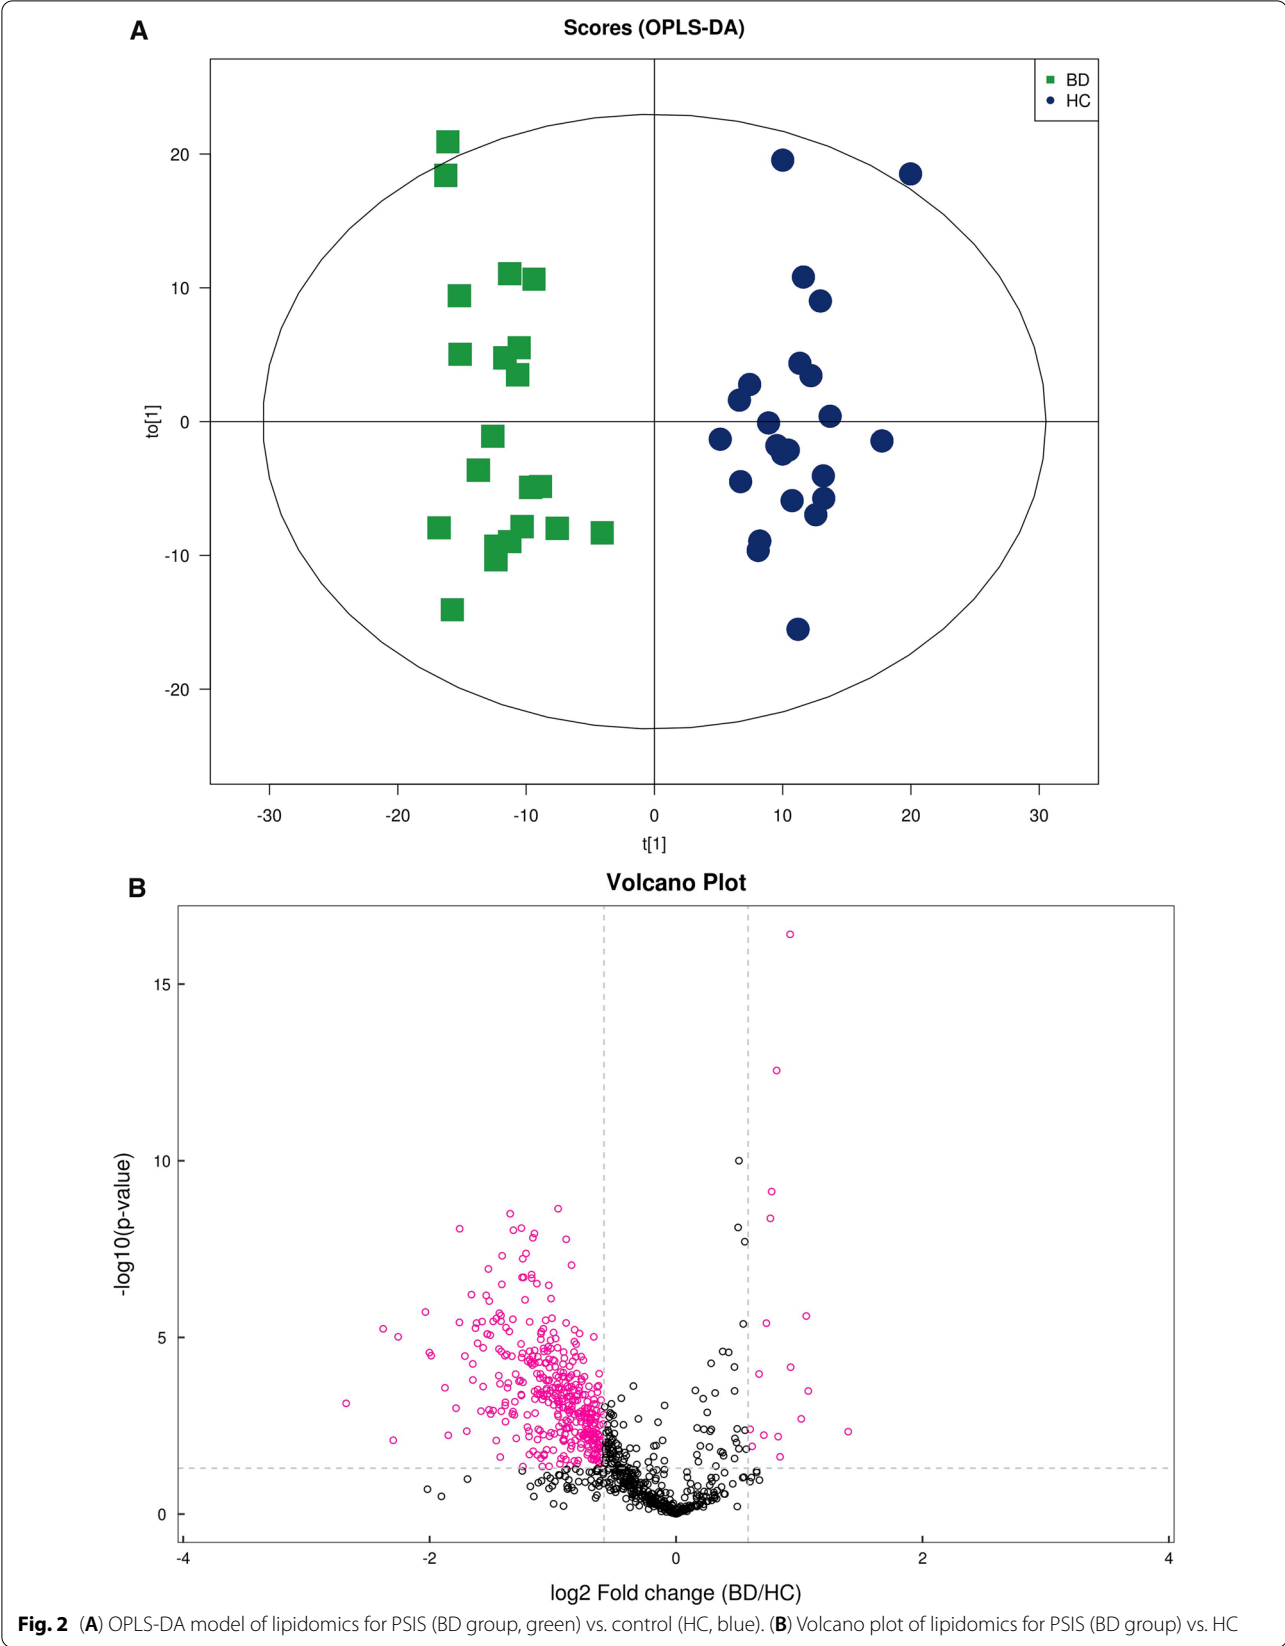 A
Scores (OPLS-DA)
BD
HC
20
10
0
-10
-20
to[1]
-30 -20 -10 0 10 20 30
t[1]
B
Volcano Plot
15
10
5
0
-log10(p-value)
-4 -2 0 2 4
log2 Fold change (BD/HC)
Fig. 2 (A) OPLS-DA model of lipidomics for PSIS (BD group, green) vs. control (HC, blue). (B) Volcano plot of lipidomics for PSIS (BD group) vs. HC